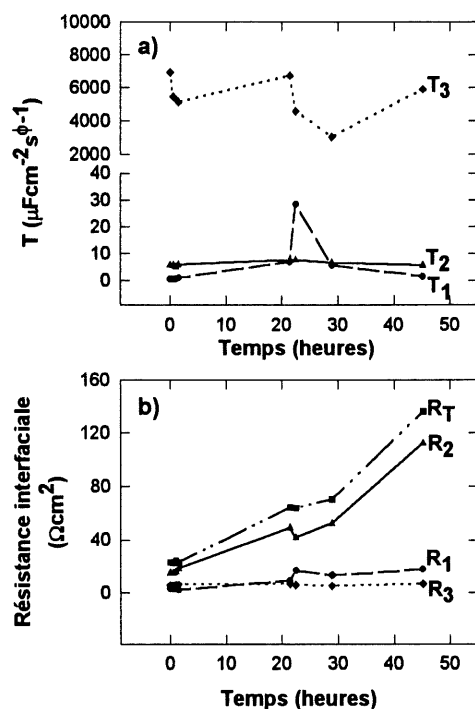 a)
10000
8000
6000
4000
2000
40
30
20
10
0
T (µFcm⁻²s^ϕ⁻¹)
T₃
T₂
T₁
0 10 20 30 40 50
Temps (heures)
b)
160
120
80
40
0
Résistance interfaciale
(Ωcm²)
R_T
R₂
R₁
R₃
0 10 20 30 40 50
Temps (heures)